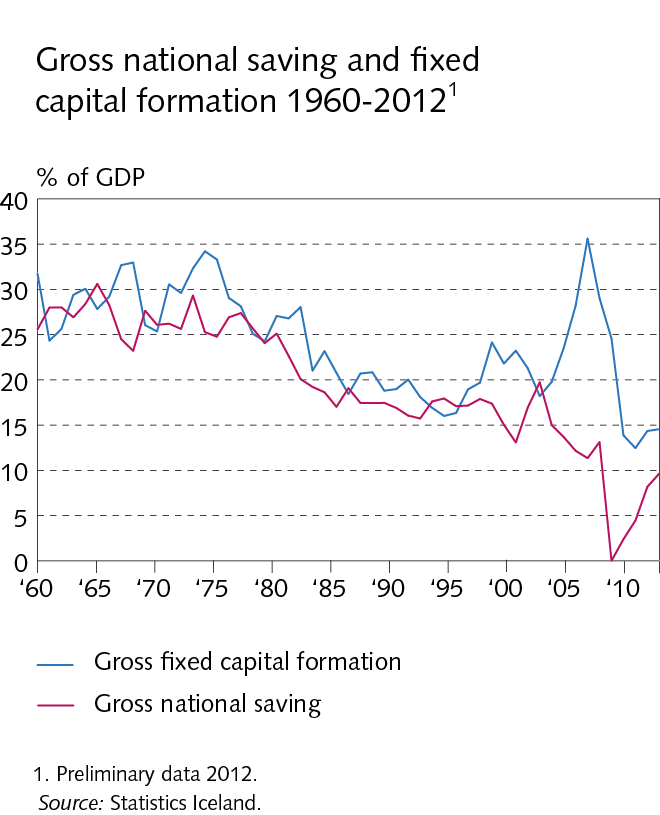 Gross national saving and fixed
capital formation 1960-2012¹
% of GDP
40
35
30
25
20
15
10
5
0
‘60 ‘65 ‘70 ‘75 ‘80 ‘85 ‘90 ‘95 ‘00 ‘05 ‘10
Gross fixed capital formation
Gross national saving
1. Preliminary data 2012.
Source: Statistics Iceland.